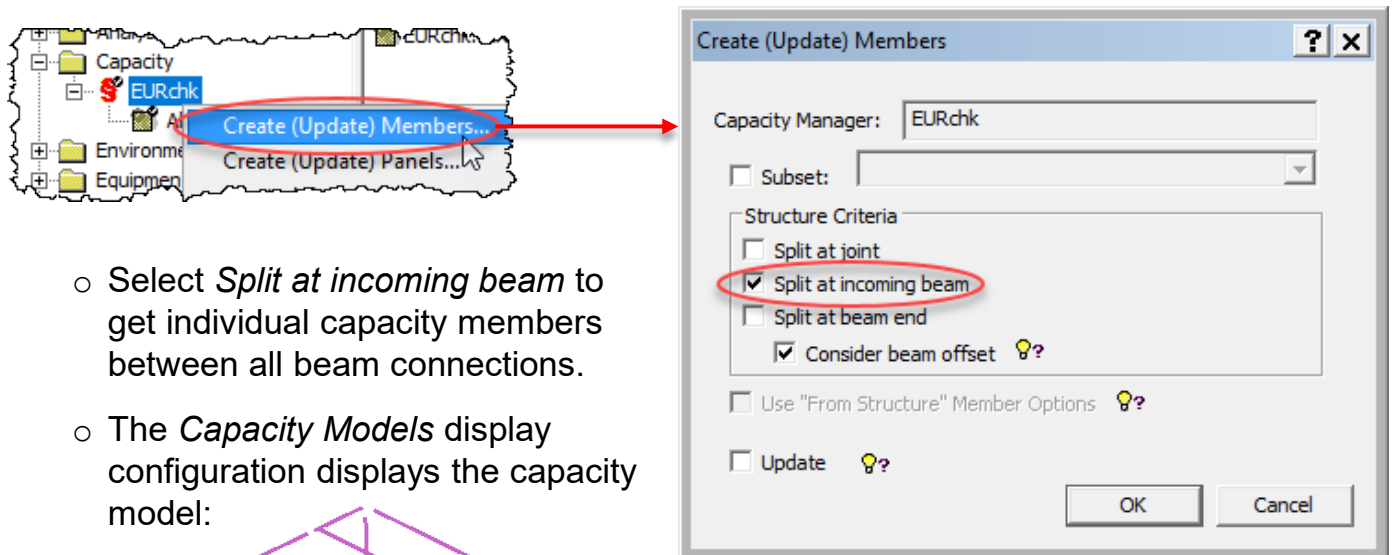 Capacity
EURchk
Create (Update) Members...
Create (Update) Panels...
Environme
Equipmen
Create (Update) Members
Capacity Manager: EURchk
Subset:
Structure Criteria
Split at joint
Split at incoming beam
Split at beam end
Consider beam offset
Use "From Structure" Member Options
Update
OK Cancel
o Select Split at incoming beam to
get individual capacity members
between all beam connections.
o The Capacity Models display
configuration displays the capacity
model: